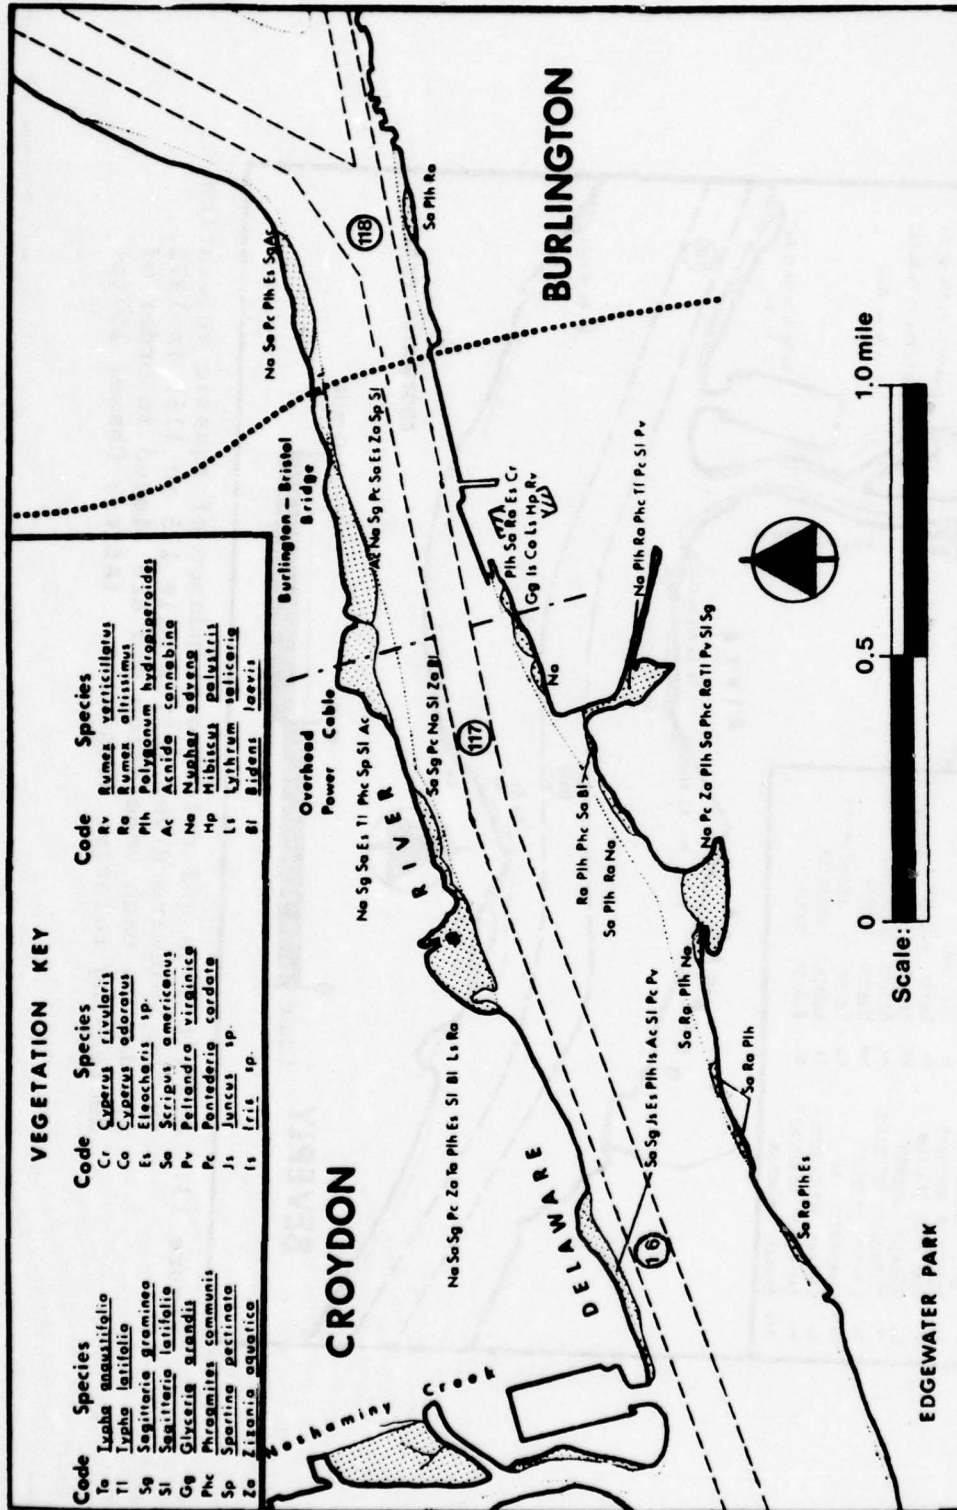 VEGETATION KEY
Code Species Code Species Code Species
Ta Typha angustifolia Cr Cyperus rivularis Rv Rumex verticillatus
Tl Typha latifolia Co Cyperus odoratus Ra Rumex altissimus
Sg Sagittaria graminea Es Eleocharis sp. Plh Polygonum hydropiperoides
Sl Sagittaria latifolia Sa Scripus americanus Ac Acnida cannabina
Gg Glyceria grandis Pv Peltandra virginica Na Nuphar advena
Phc Phragmites communis Pc Pontederia cordata Hp Hibiscus palustris
Sp Spartina pectinata Js Juncus sp. Ls Lythrum salicaria
Za Zizania aquatica Is Iris sp. Bl Bidens laevis
Na Sa Pc Plh Es Sg Ac
Burlington – Bristol
Bridge
Overhead
Power Cable
CROYDON
Neshaminy Creek
Na Sg Sa Es Tl Phc Sp Sl Ac
Ac Na Sg Pc Sa Es Za Sp Sl
118
Sa Plh Ra
Na Sa Sg Pc Za Ta Plh Es Sl Bl Ls Ra
DELAWARE RIVER
Sa Sg Pc Na Sl Za Bl
117
BURLINGTON
Plh Sa Ra Es Cr
Gg Is Co Ls Hp Rv
Na
Ra Plh Phc Sa Bl
Na Plh Ra Phc Tl Pc Sl Pv
Sa Plh Ra Na
Sa Sg Js Es Plh Is Ac Sl Pc Pv
1 6
Na Pc Za Plh Sa Phc Ra Tl Pv Sl Sg
Sa Ra Plh Na
Sa Ra Plh
Sa Ra Plh Es
EDGEWATER PARK
Scale: 0 0.5 1.0 mile